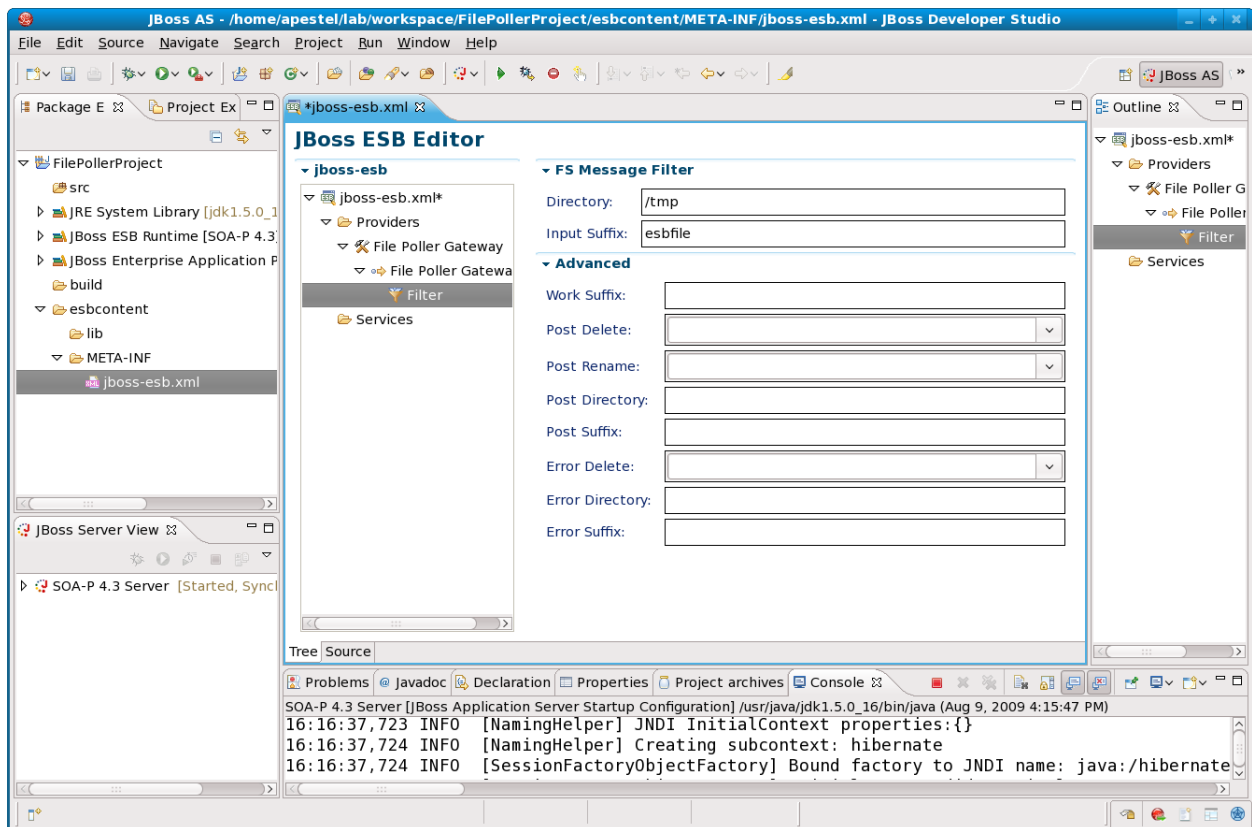 JBoss AS - /home/apestel/lab/workspace/FilePollerProject/esbcontent/META-INF/jboss-esb.xml - JBoss Developer Studio
File Edit Source Navigate Search Project Run Window Help
JBoss AS
Package E
Project Ex
FilePollerProject
src
JRE System Library [jdk1.5.0_1
JBoss ESB Runtime [SOA-P 4.3]
JBoss Enterprise Application P
build
esbcontent
lib
META-INF
jboss-esb.xml
JBoss Server View
SOA-P 4.3 Server [Started, Syncl
*jboss-esb.xml
JBoss ESB Editor
jboss-esb
jboss-esb.xml*
Providers
File Poller Gateway
File Poller Gatewa
Filter
Services
FS Message Filter
Directory: /tmp
Input Suffix: esbfile
Advanced
Work Suffix:
Post Delete:
Post Rename:
Post Directory:
Post Suffix:
Error Delete:
Error Directory:
Error Suffix:
Tree Source
Outline
jboss-esb.xml*
Providers
File Poller G
File Poller
Filter
Services
Problems @ Javadoc Declaration Properties Project archives Console
SOA-P 4.3 Server [JBoss Application Server Startup Configuration] /usr/java/jdk1.5.0_16/bin/java (Aug 9, 2009 4:15:47 PM)
16:16:37,723 INFO [NamingHelper] JNDI InitialContext properties:{}
16:16:37,724 INFO [NamingHelper] Creating subcontext: hibernate
16:16:37,724 INFO [SessionFactoryObjectFactory] Bound factory to JNDI name: java:/hibernate